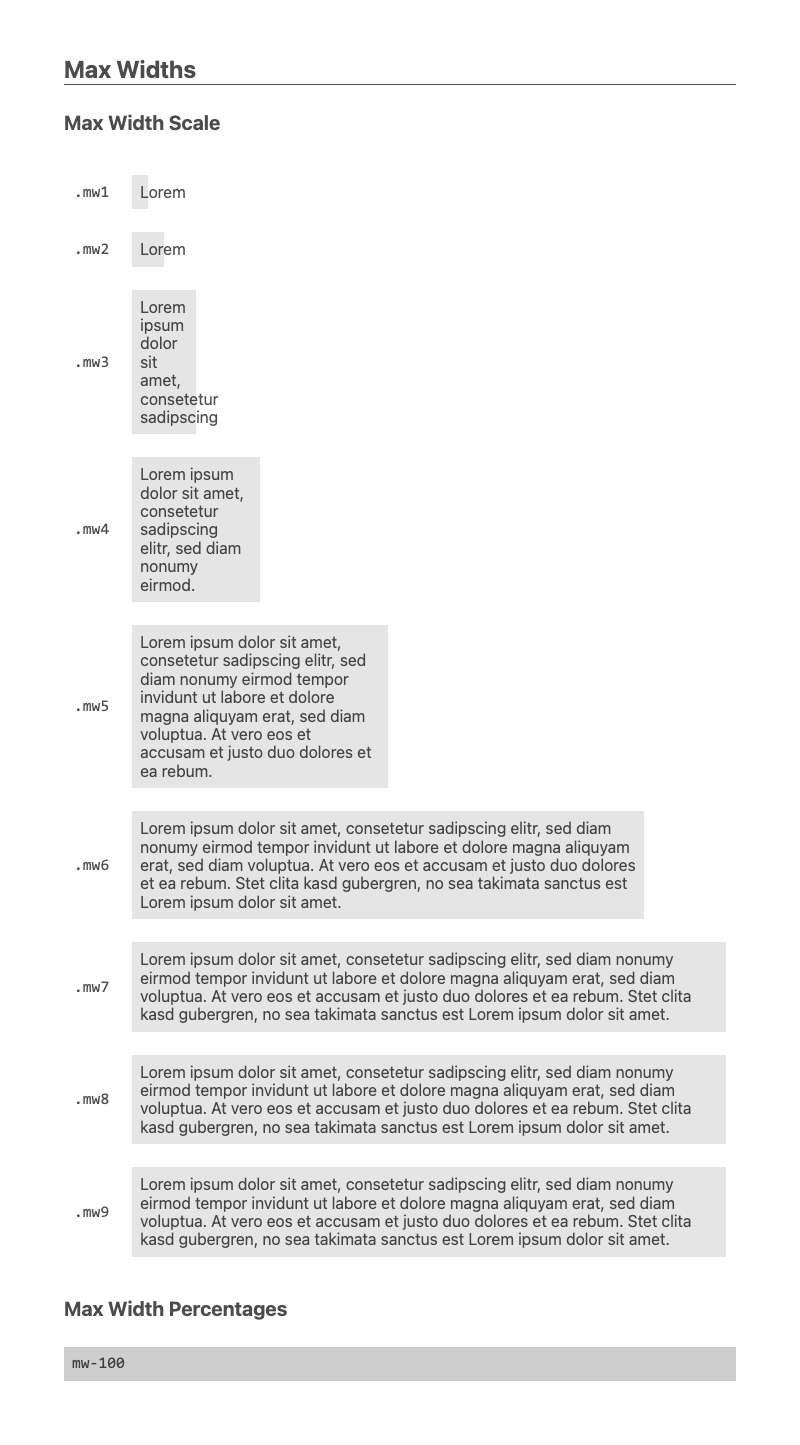 Max Widths
Max Width Scale
.mw1 Lorem
.mw2 Lorem
Lorem
ipsum
dolor
.mw3 sit
amet,
consetetur
sadipscing
Lorem ipsum
dolor sit amet,
consetetur
.mw4 sadipscing
elitr, sed diam
nonumy
eirmod.
Lorem ipsum dolor sit amet,
consetetur sadipscing elitr, sed
diam nonumy eirmod tempor
invidunt ut labore et dolore
.mw5 magna aliquyam erat, sed diam
voluptua. At vero eos et
accusam et justo duo dolores et
ea rebum.
Lorem ipsum dolor sit amet, consetetur sadipscing elitr, sed diam
nonumy eirmod tempor invidunt ut labore et dolore magna aliquyam
.mw6 erat, sed diam voluptua. At vero eos et accusam et justo duo dolores
et ea rebum. Stet clita kasd gubergren, no sea takimata sanctus est
Lorem ipsum dolor sit amet.
Lorem ipsum dolor sit amet, consetetur sadipscing elitr, sed diam nonumy
eirmod tempor invidunt ut labore et dolore magna aliquyam erat, sed diam
.mw7 voluptua. At vero eos et accusam et justo duo dolores et ea rebum. Stet clita
kasd gubergren, no sea takimata sanctus est Lorem ipsum dolor sit amet.
Lorem ipsum dolor sit amet, consetetur sadipscing elitr, sed diam nonumy
eirmod tempor invidunt ut labore et dolore magna aliquyam erat, sed diam
.mw8 voluptua. At vero eos et accusam et justo duo dolores et ea rebum. Stet clita
kasd gubergren, no sea takimata sanctus est Lorem ipsum dolor sit amet.
Lorem ipsum dolor sit amet, consetetur sadipscing elitr, sed diam nonumy
eirmod tempor invidunt ut labore et dolore magna aliquyam erat, sed diam
.mw9 voluptua. At vero eos et accusam et justo duo dolores et ea rebum. Stet clita
kasd gubergren, no sea takimata sanctus est Lorem ipsum dolor sit amet.
Max Width Percentages
mw-100